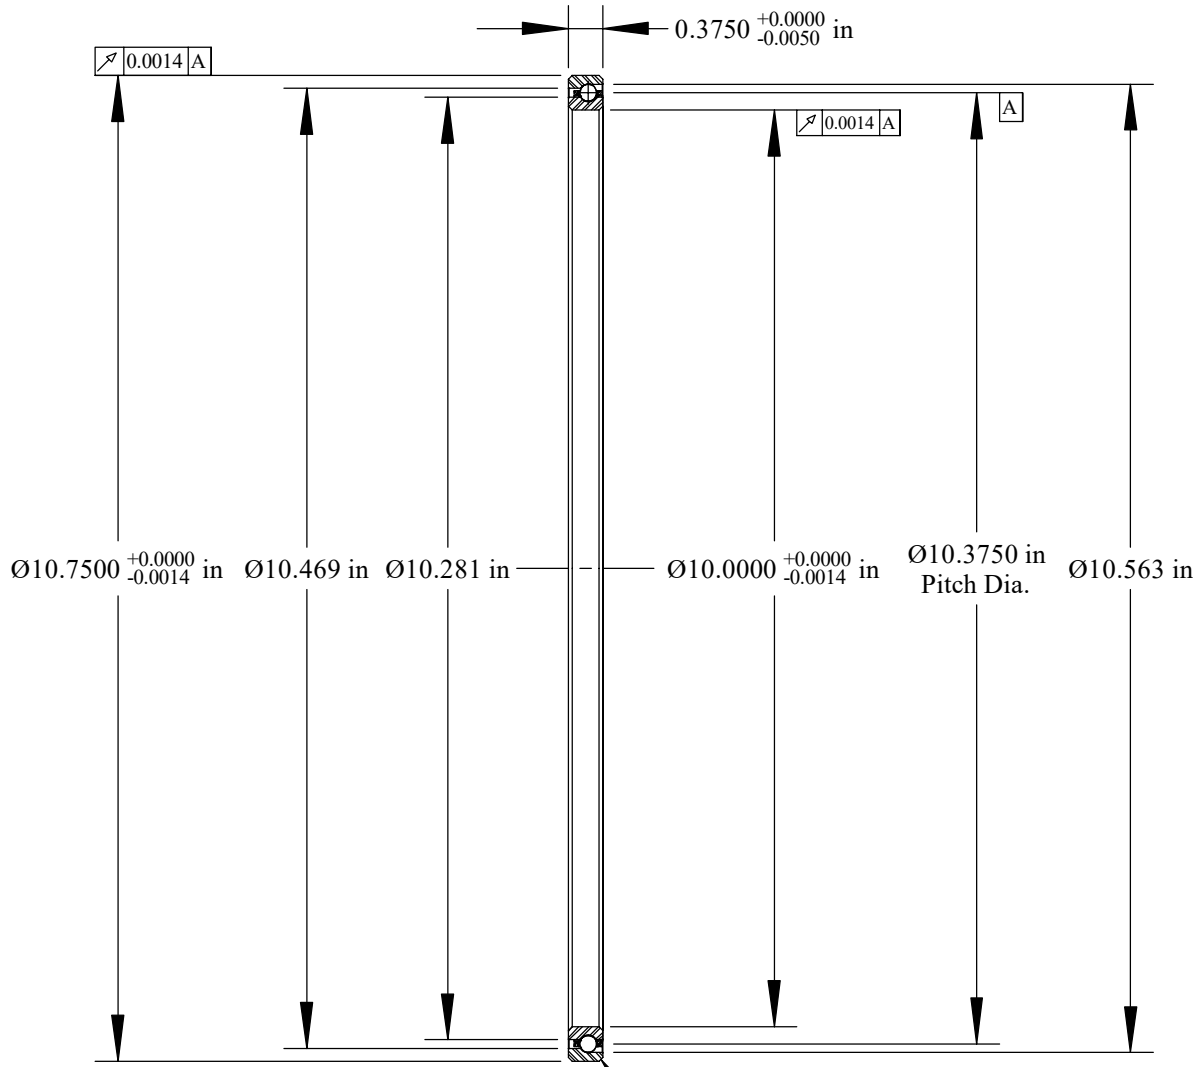 0.3750 +0.0000 -0.0050 in
0.0014 A
A
0.0014 A
Ø10.7500 +0.0000 -0.0014 in
Ø10.469 in
Ø10.281 in
Ø10.0000 +0.0000 -0.0014 in
Ø10.3750 in
Pitch Dia.
Ø10.563 in